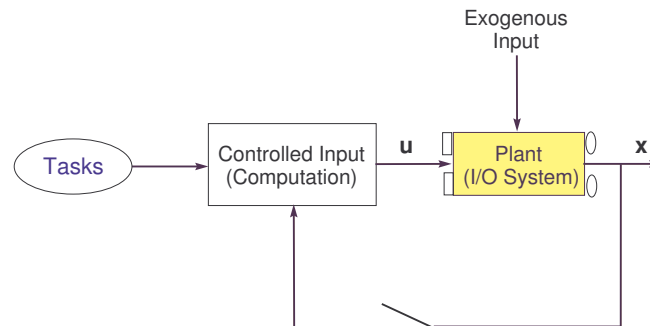 Exogenous
Input
Tasks
Controlled Input
(Computation)
u
Plant
(I/O System)
x